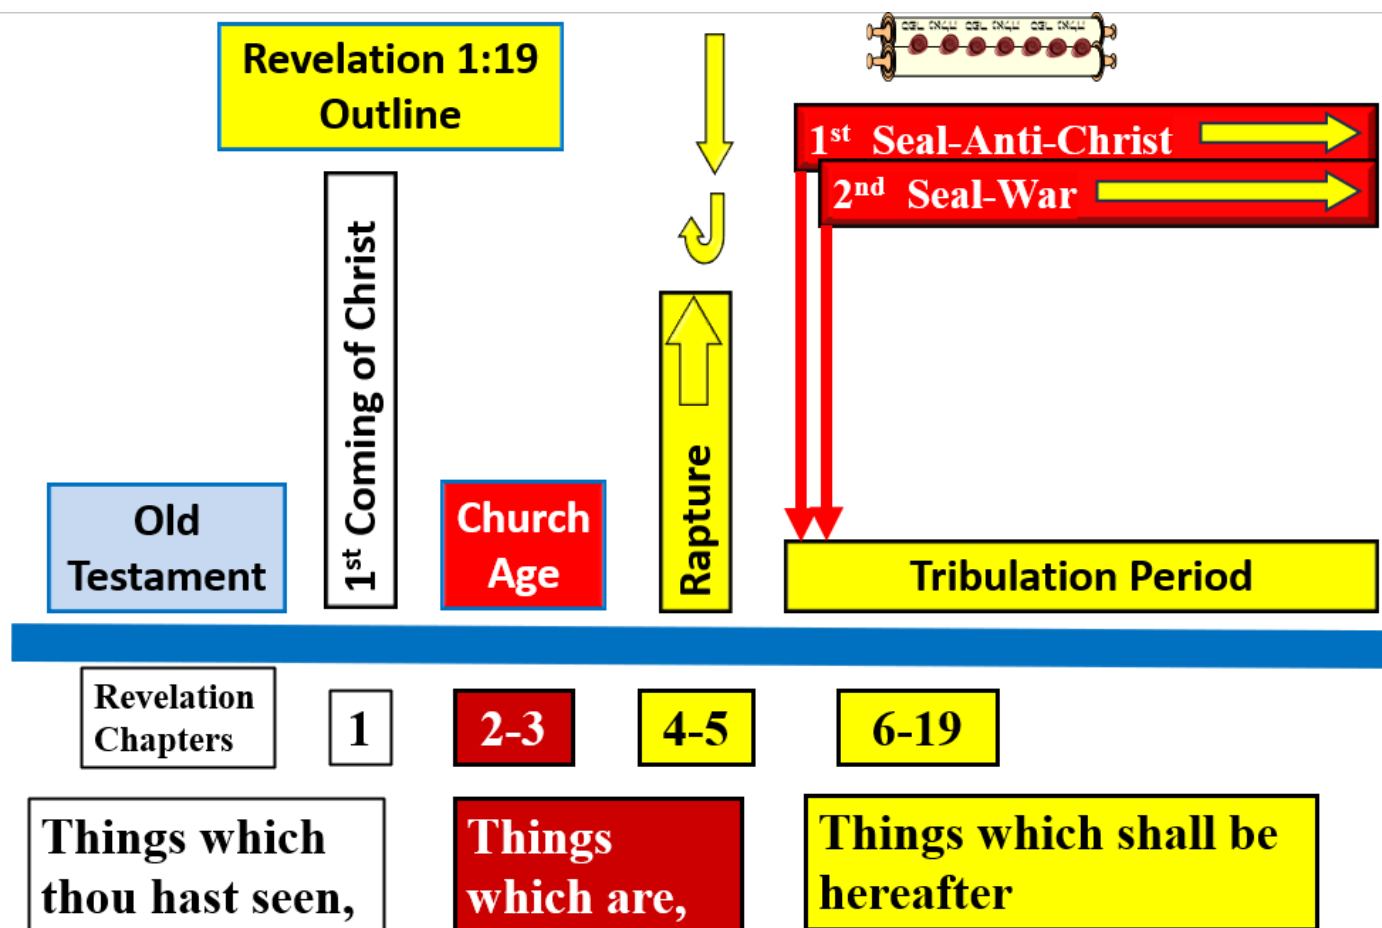 Revelation 1:19
Outline
1st Seal-Anti-Christ
2nd Seal-War
1st Coming of Christ
Rapture
Old
Testament
Church
Age
Tribulation Period
Revelation
Chapters
1
2-3
4-5
6-19
Things which
thou hast seen,
Things
which are,
Things which shall be
hereafter